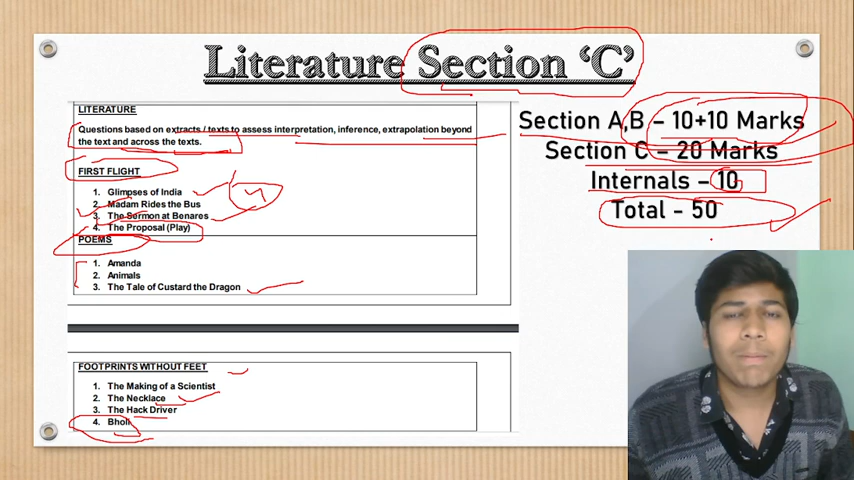 Literature Section ‘C’
LITERATURE
Questions based on extracts / texts to assess interpretation, inference, extrapolation beyond
the text and across the texts.
FIRST FLIGHT
1. Glimpses of India
2. Madam Rides the Bus
3. The Sermon at Benares
4. The Proposal (Play)
4
POEMS
1. Amanda
2. Animals
3. The Tale of Custard the Dragon
FOOTPRINTS WITHOUT FEET
1. The Making of a Scientist
2. The Necklace
3. The Hack Driver
4. Bholi
Section A,B – 10+10 Marks
Section C – 20 Marks
Internals – 10
Total - 50